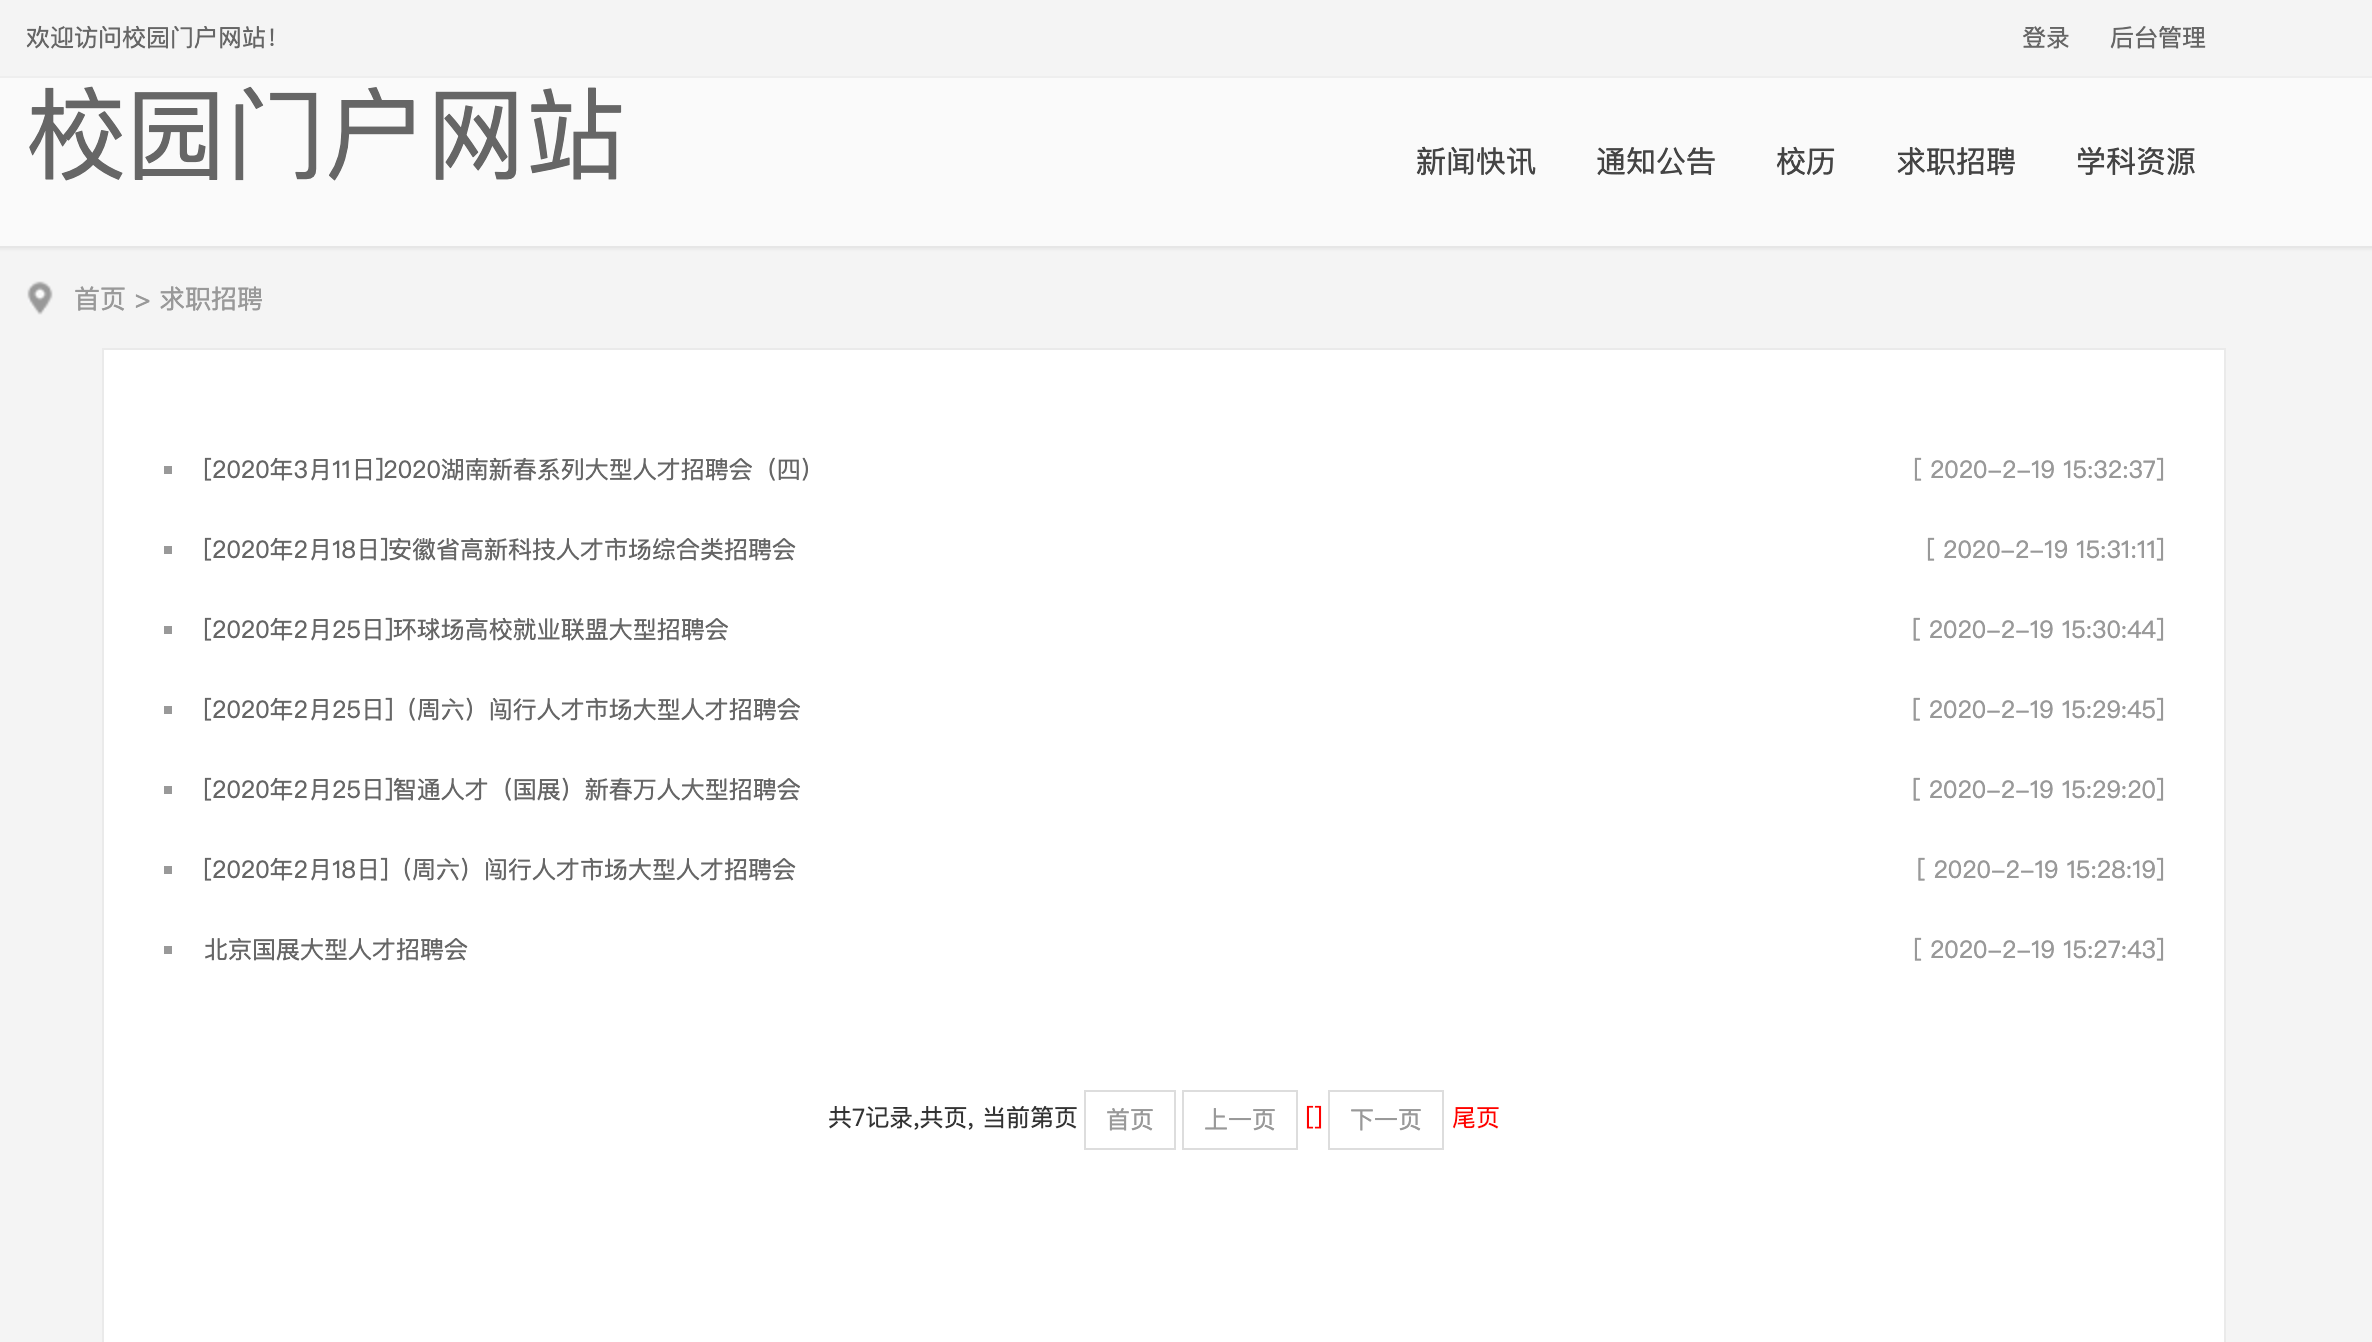 欢迎访问校园门户网站!
登录 后台管理
校园门户网站
新闻快讯 通知公告 校历 求职招聘 学科资源
首页 > 求职招聘
[2020年3月11日]2020湖南新春系列大型人才招聘会（四） [ 2020-2-19 15:32:37]
[2020年2月18日]安徽省高新科技人才市场综合类招聘会 [ 2020-2-19 15:31:11]
[2020年2月25日]环球场高校就业联盟大型招聘会 [ 2020-2-19 15:30:44]
[2020年2月25日]（周六）闯行人才市场大型人才招聘会 [ 2020-2-19 15:29:45]
[2020年2月25日]智通人才（国展）新春万人大型招聘会 [ 2020-2-19 15:29:20]
[2020年2月18日]（周六）闯行人才市场大型人才招聘会 [ 2020-2-19 15:28:19]
北京国展大型人才招聘会 [ 2020-2-19 15:27:43]
共7记录,共页, 当前第页 首页 上一页 [] 下一页 尾页